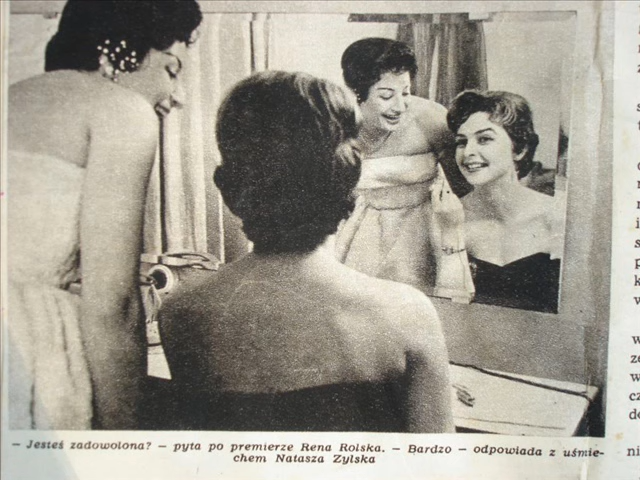 — Jesteś zadowolona? — pyta po premierze Rena Rolska. — Bardzo — odpowiada z uśmie-
chem Natasza Zylska